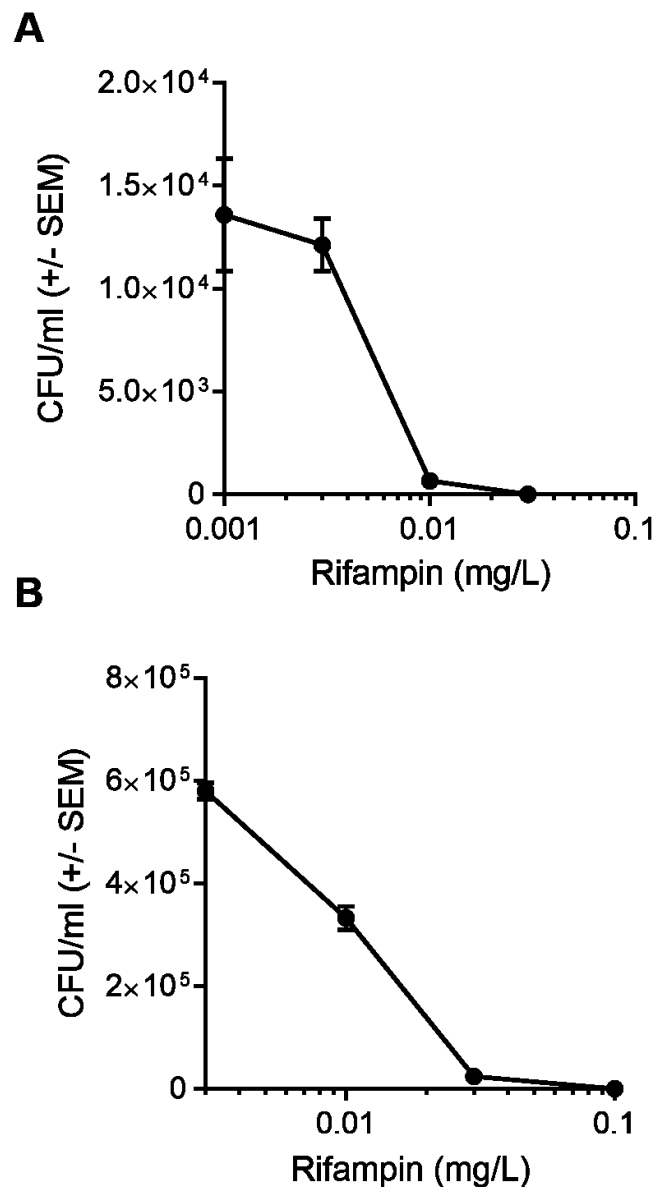 A
CFU/ml (+/- SEM)
2.0×10⁴
1.5×10⁴
1.0×10⁴
5.0×10³
0
0.001 0.01 0.1
Rifampin (mg/L)
B
CFU/ml (+/- SEM)
8×10⁵
6×10⁵
4×10⁵
2×10⁵
0
0.01 0.1
Rifampin (mg/L)